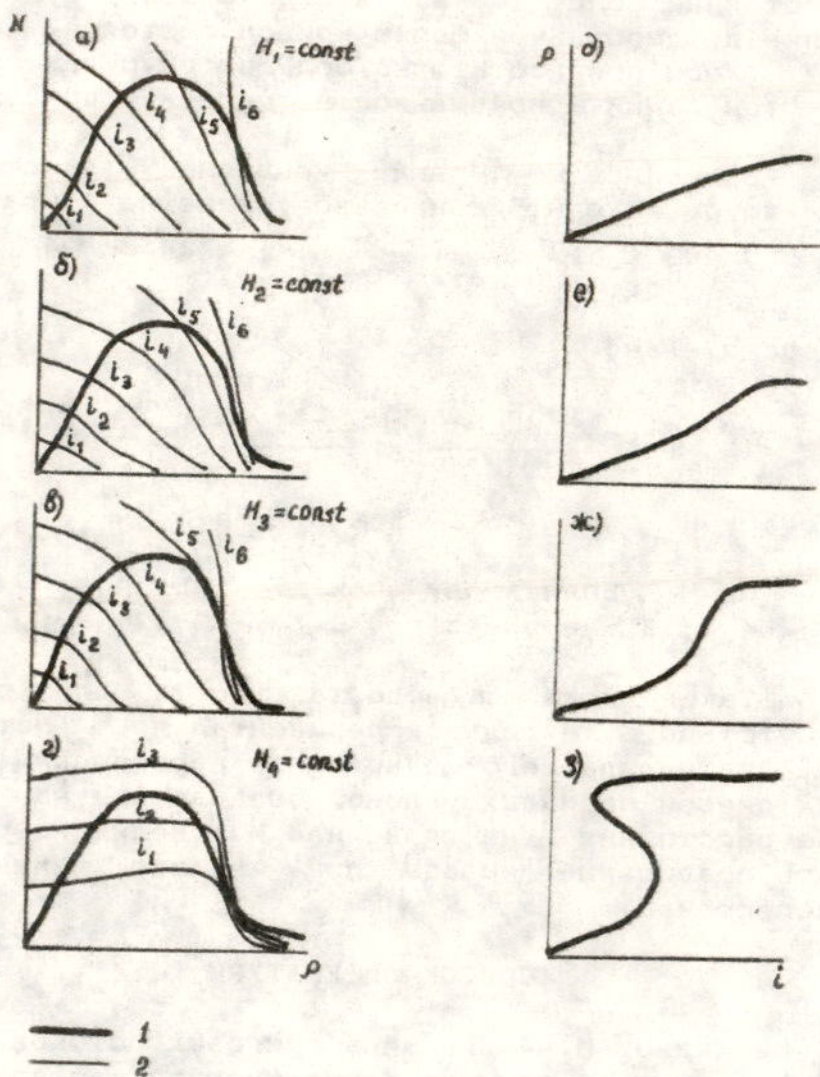 и
а)
H₁=const
i₁
i₂
i₃
i₄
i₅
i₆
ρ
д)
б)
H₂=const
i₁
i₂
i₃
i₄
i₅
i₆
е)
в)
H₃=const
i₁
i₂
i₃
i₄
i₅
i₆
ж)
г)
H₄=const
i₁
i₂
i₃
ρ
з)
i
1
2